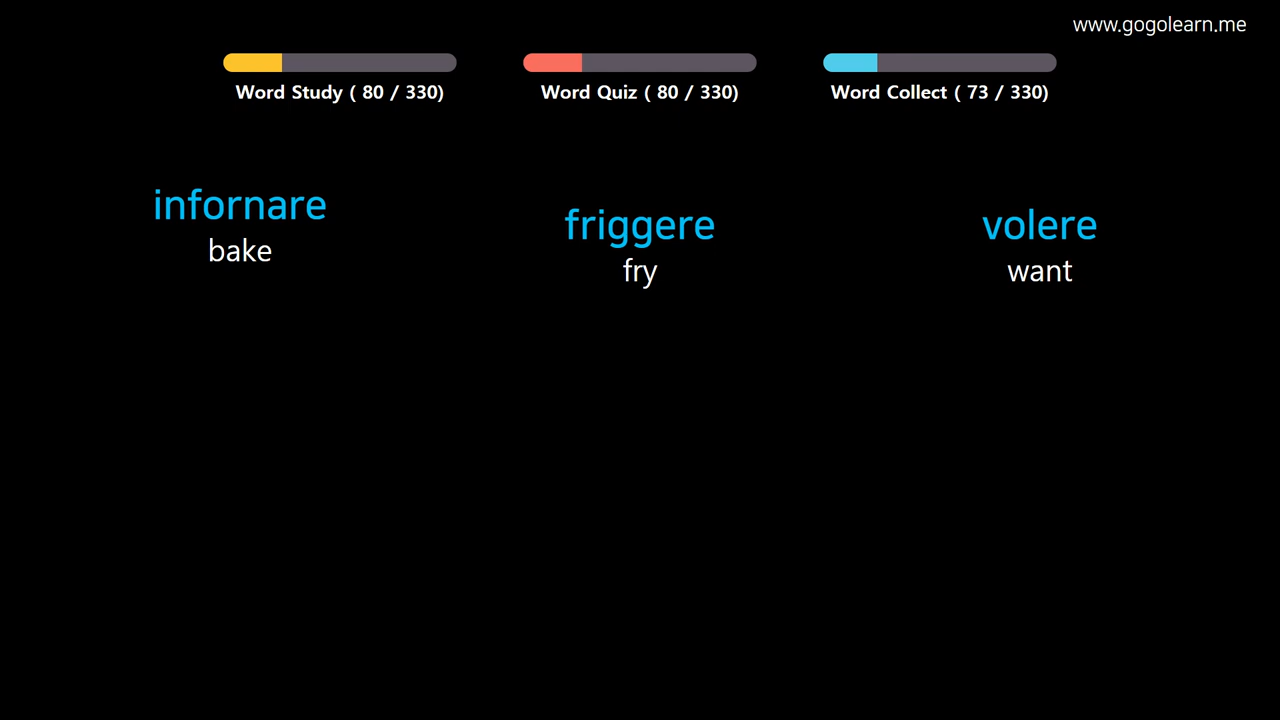 www.gogolearn.me
Word Study ( 80 / 330)
Word Quiz ( 80 / 330)
Word Collect ( 73 / 330)
infornare
bake
friggere
fry
volere
want